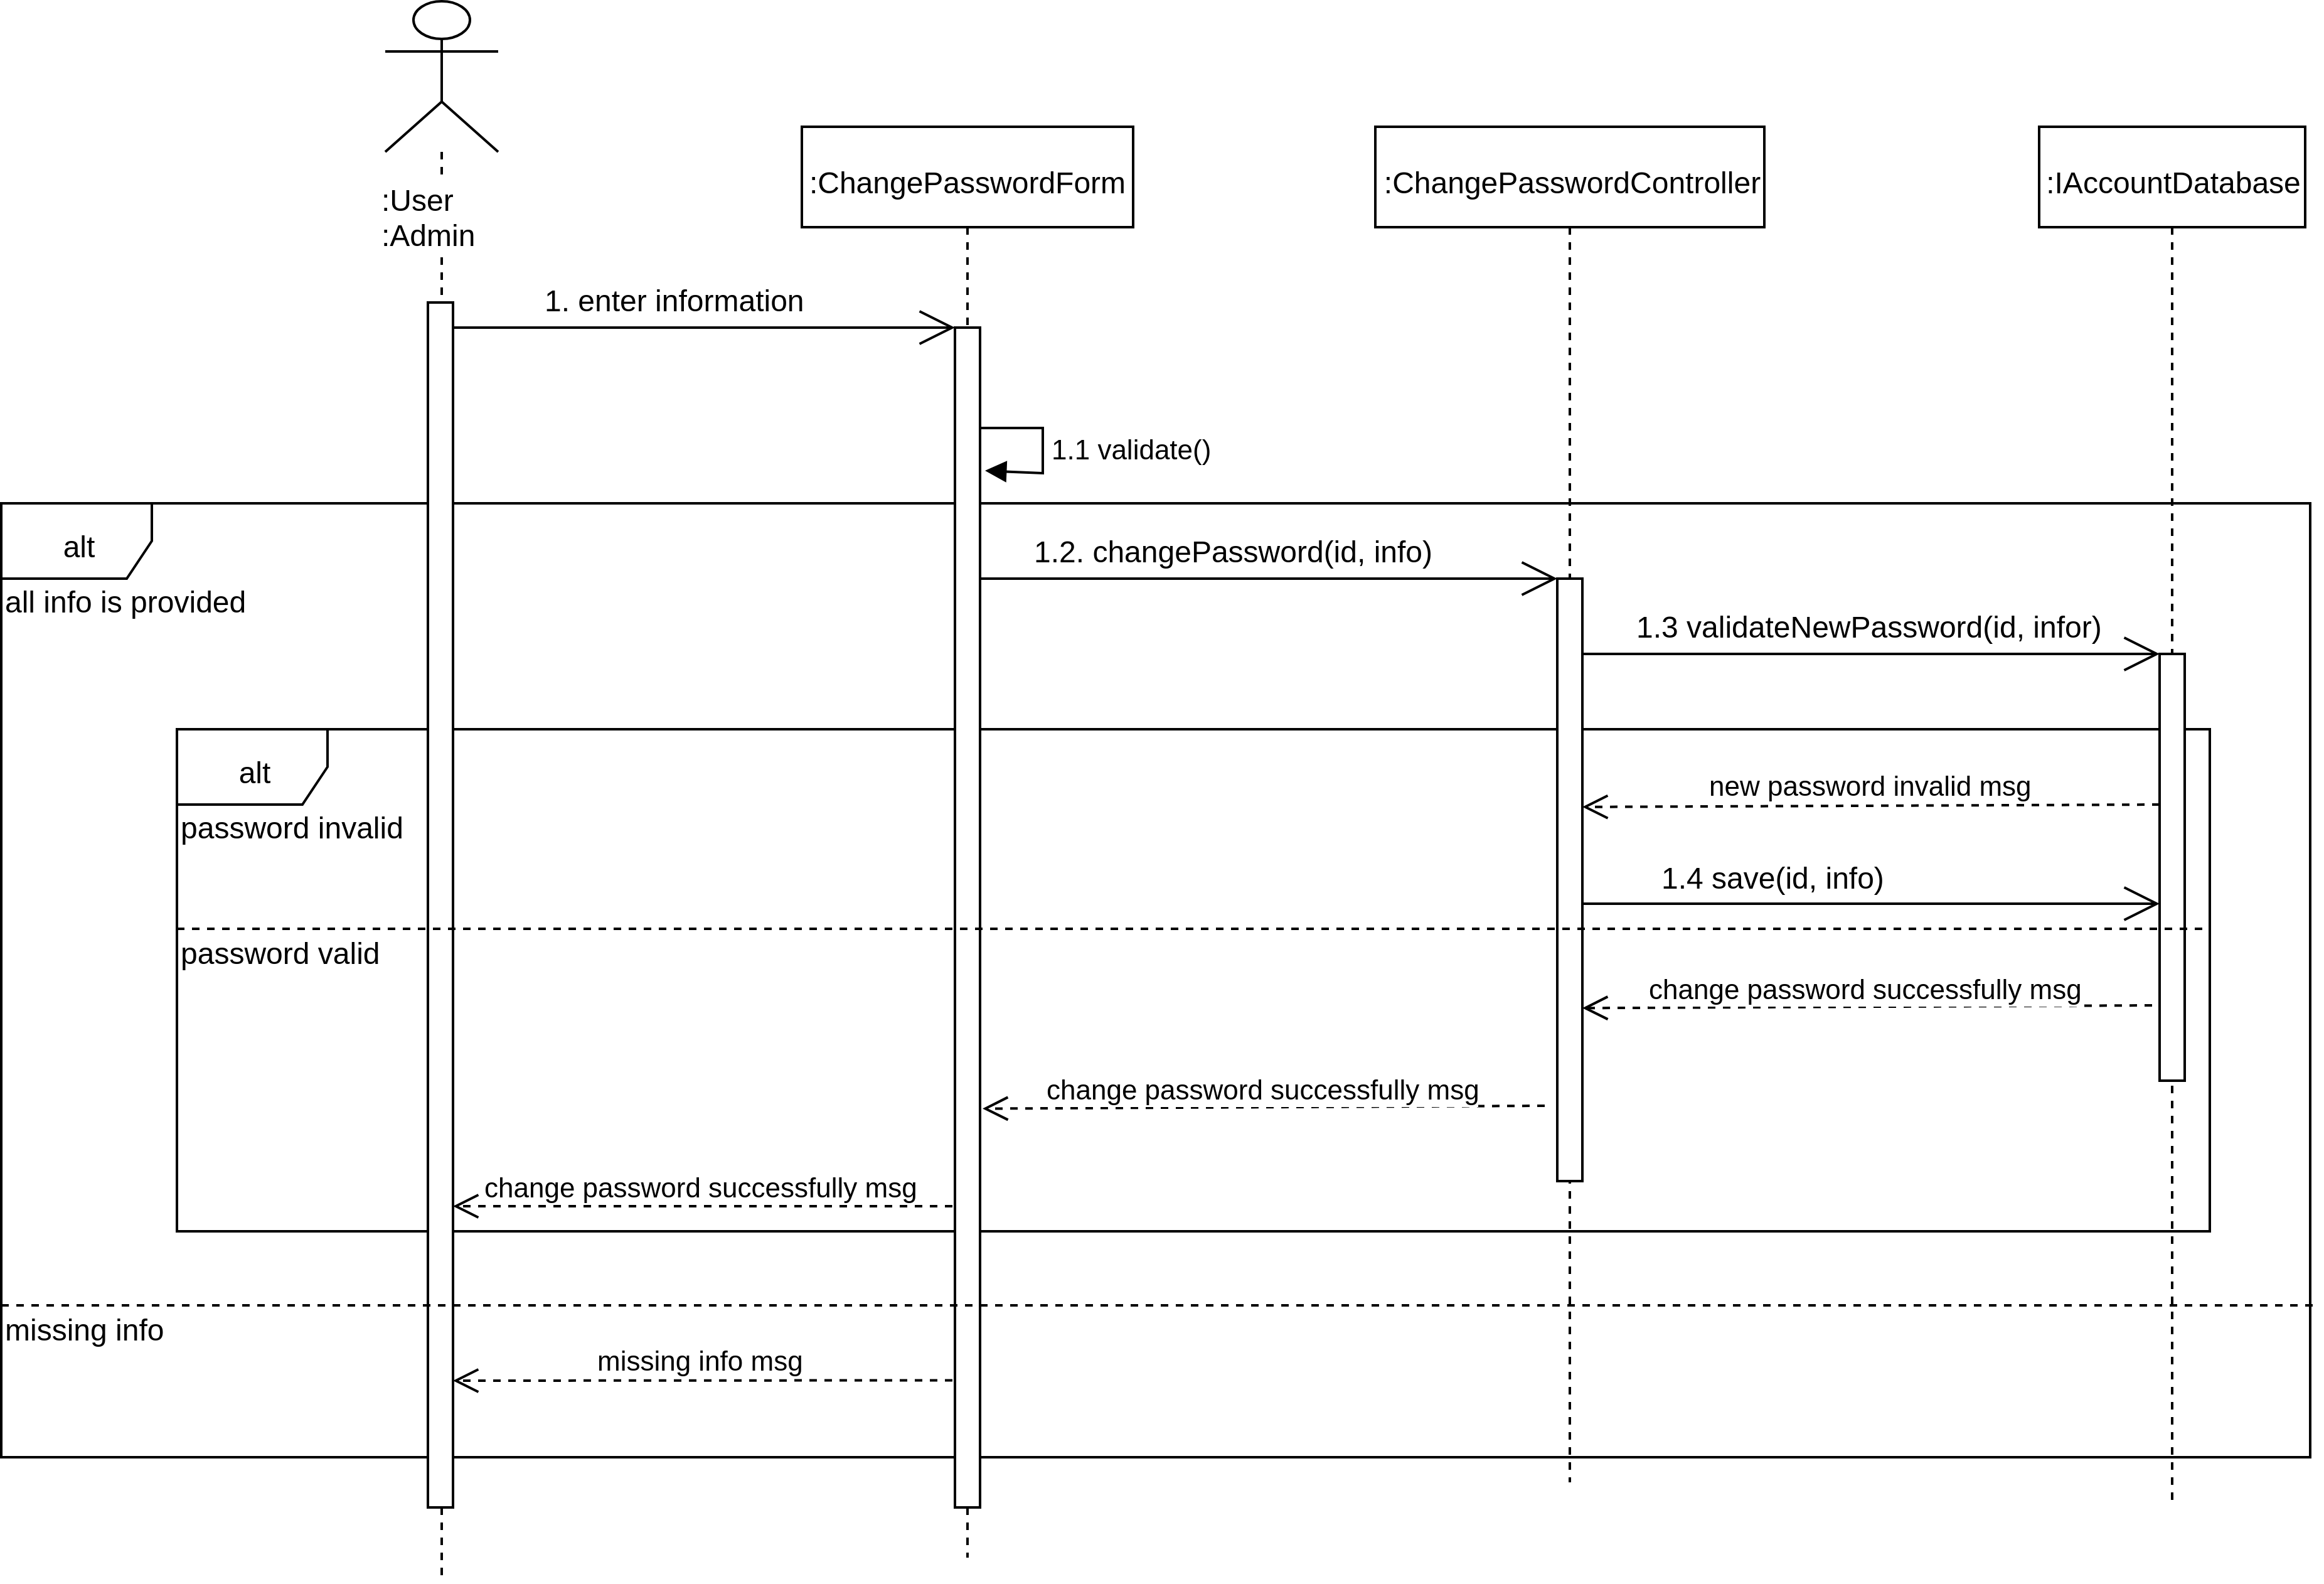 :User
:Admin
:ChangePasswordForm
:ChangePasswordController
:IAccountDatabase
1. enter information
1.1 validate()
alt
all info is provided
1.2. changePassword(id, info)
1.3 validateNewPassword(id, infor)
alt
password invalid
new password invalid msg
1.4 save(id, info)
password valid
change password successfully msg
change password successfully msg
change password successfully msg
missing info
missing info msg